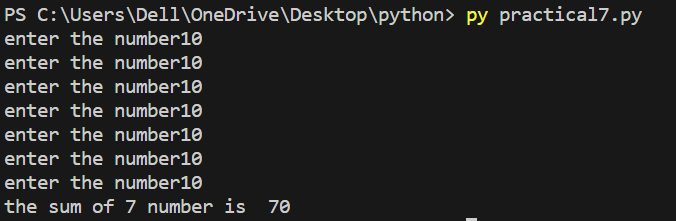 PS C:\Users\Dell\OneDrive\Desktop\python> py practical7.py
enter the number10
enter the number10
enter the number10
enter the number10
enter the number10
enter the number10
enter the number10
the sum of 7 number is  70